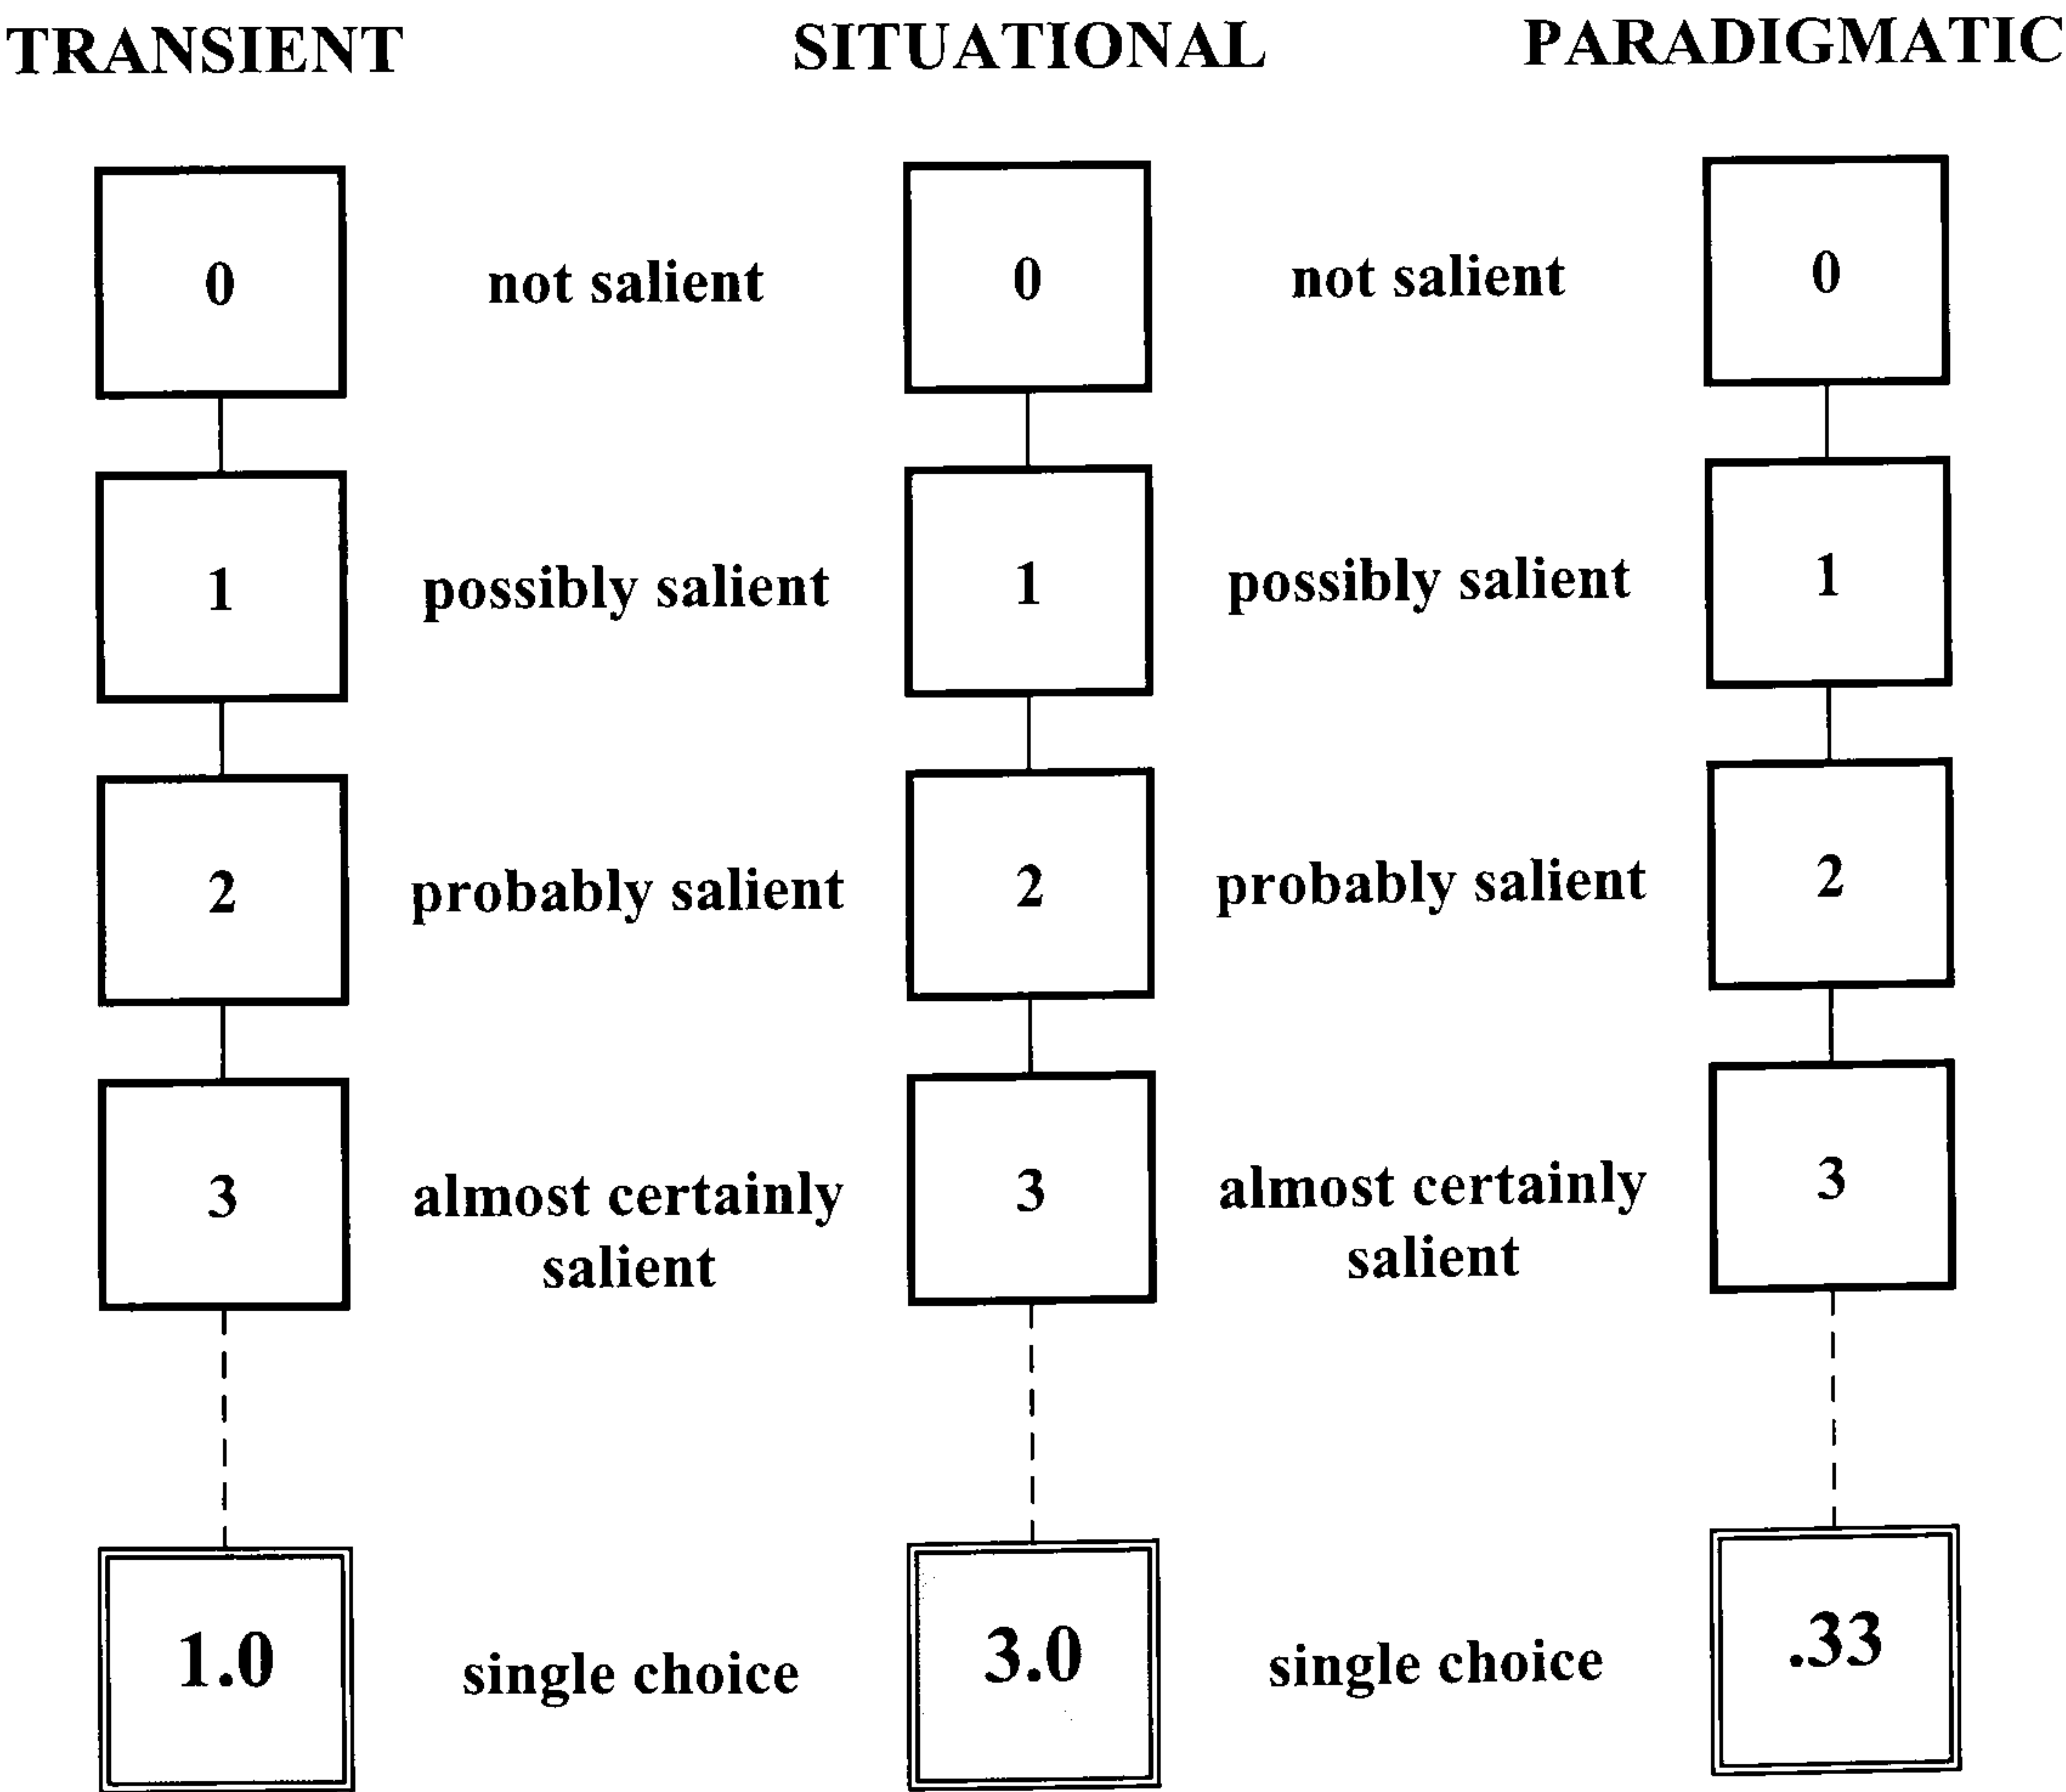 TRANSIENT SITUATIONAL PARADIGMATIC
0 not salient 0 not salient 0
1 possibly salient 1 possibly salient 1
2 probably salient 2 probably salient 2
3 almost certainly 3 almost certainly 3
salient salient
1.0 single choice 3.0 single choice .33